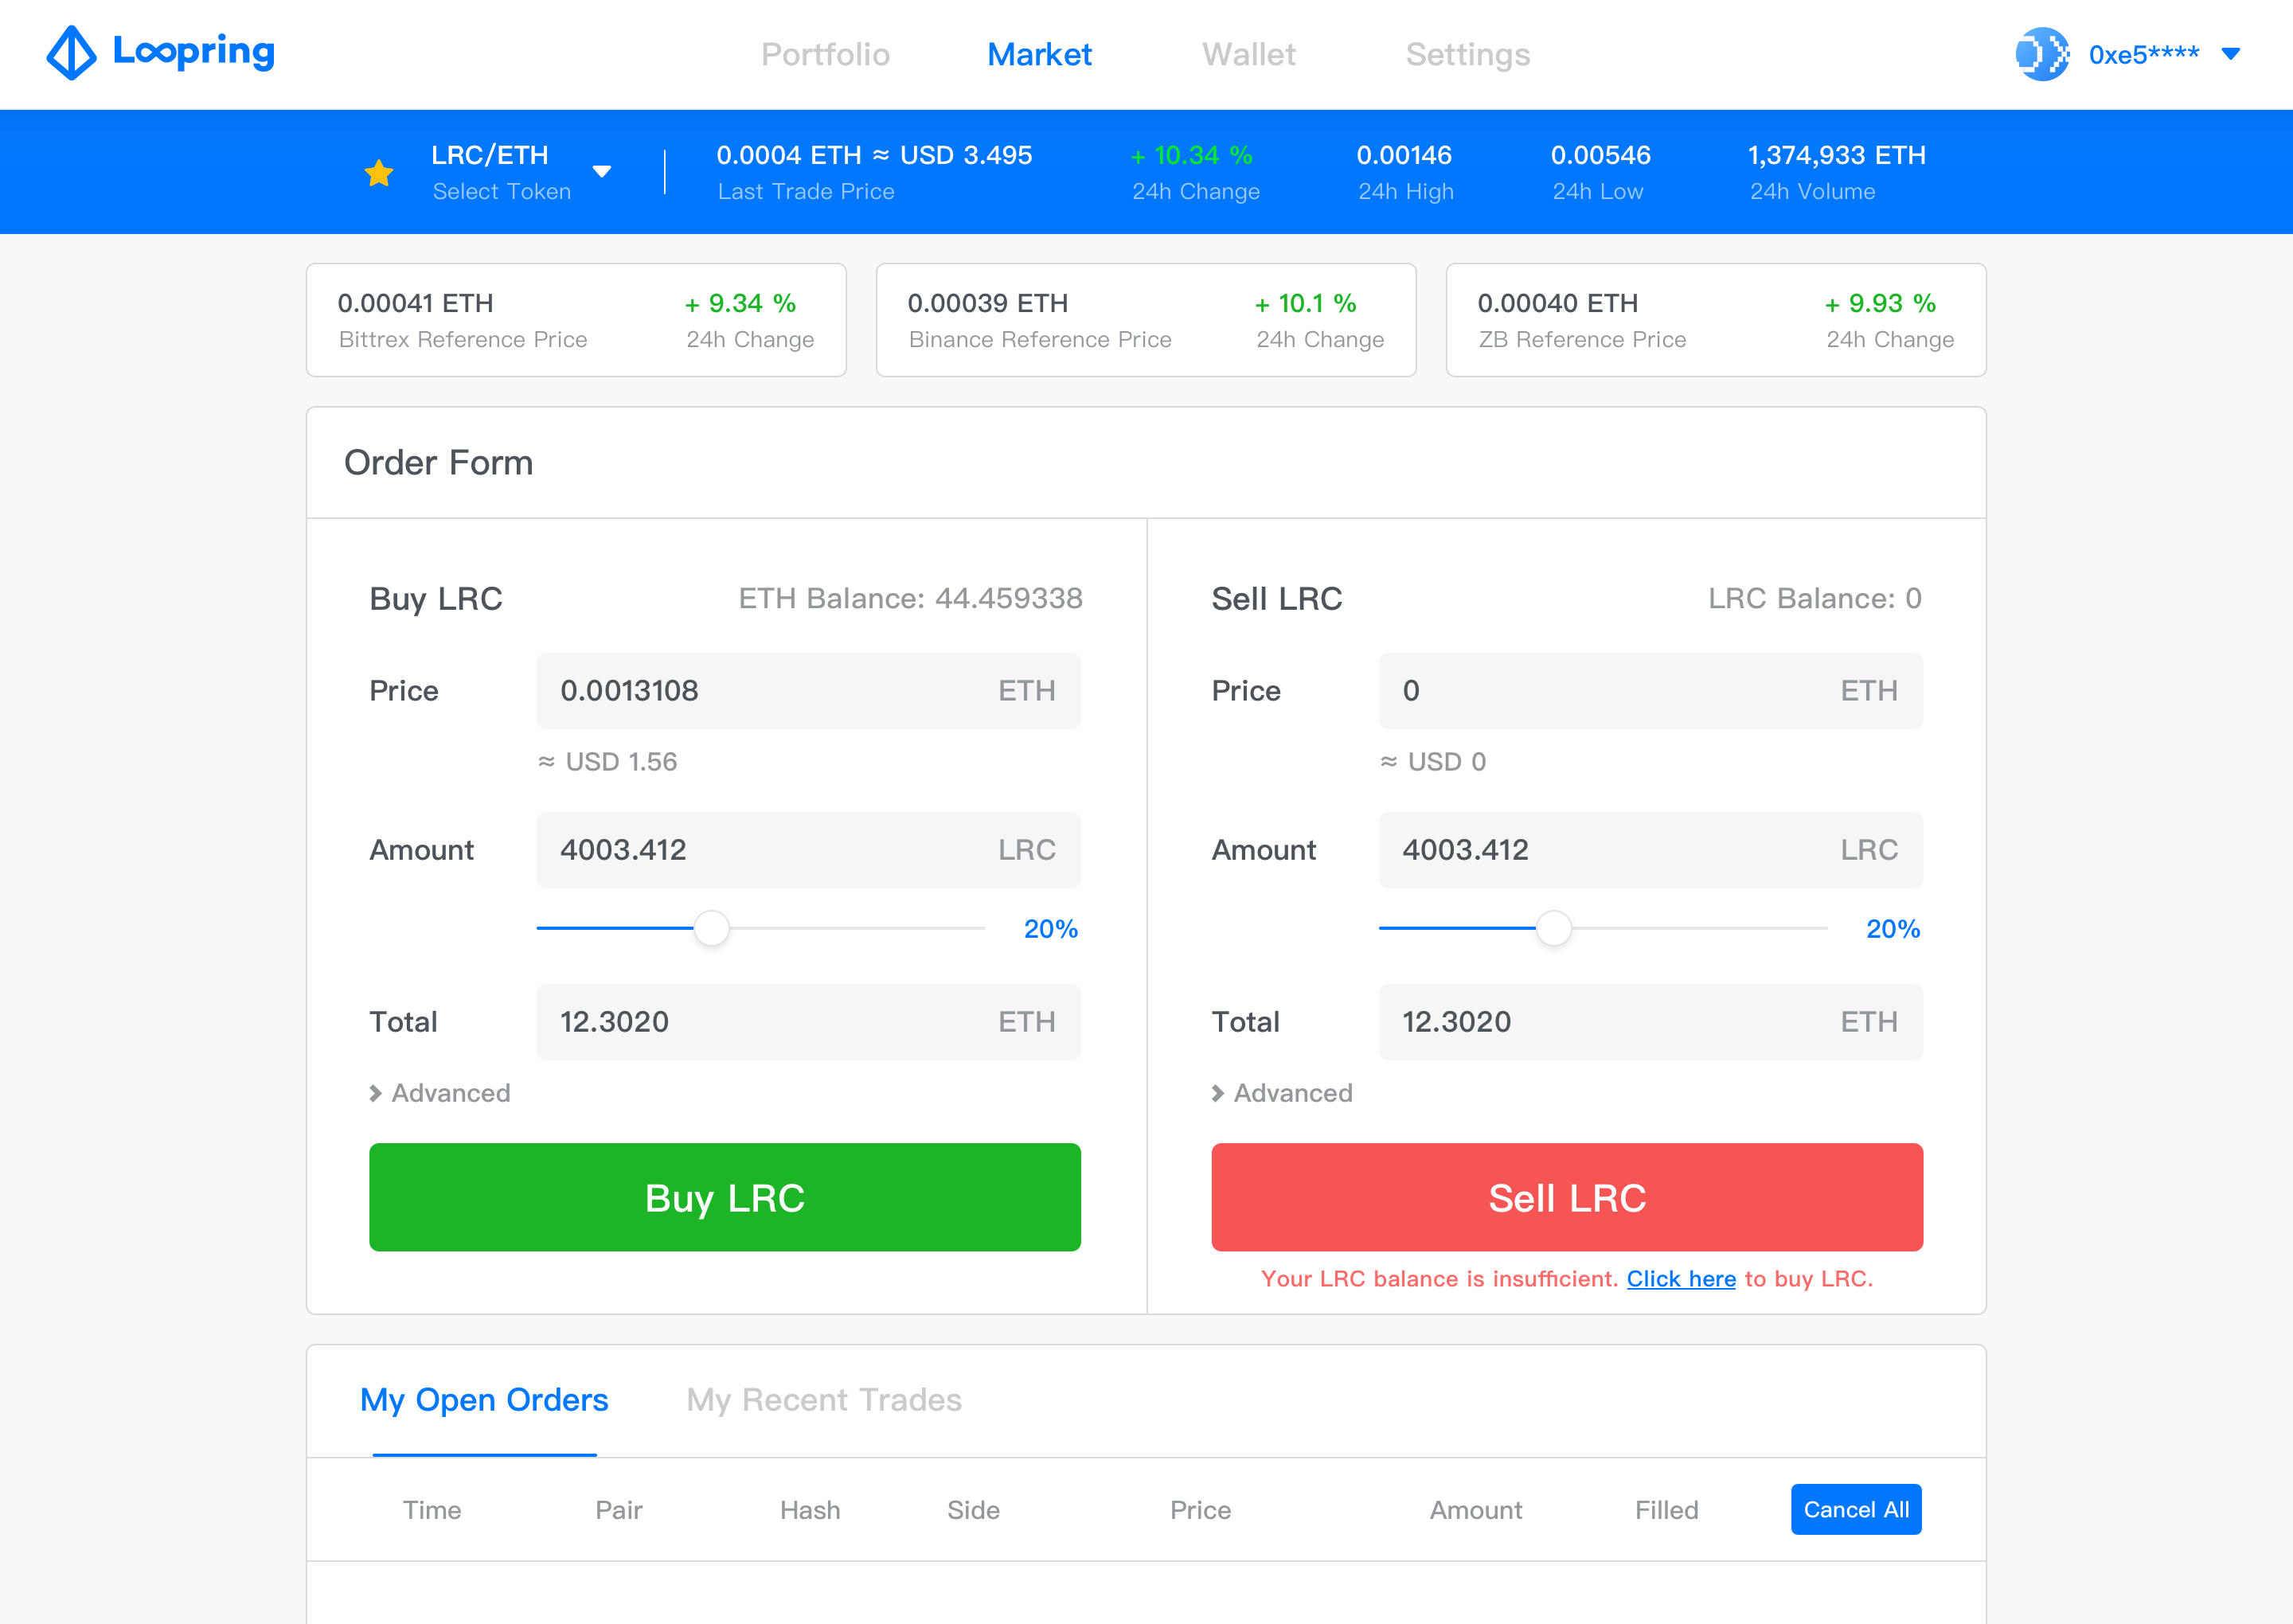 Loopring
Portfolio Market Wallet Settings 0xe5****
LRC/ETH 0.0004 ETH ≈ USD 3.495 + 10.34 % 0.00146 0.00546 1,374,933 ETH
Select Token Last Trade Price 24h Change 24h High 24h Low 24h Volume
0.00041 ETH + 9.34 % 0.00039 ETH + 10.1 % 0.00040 ETH + 9.93 %
Bittrex Reference Price 24h Change Binance Reference Price 24h Change ZB Reference Price 24h Change
Order Form
Buy LRC ETH Balance: 44.459338
Price 0.0013108 ETH
≈ USD 1.56
Amount 4003.412 LRC
20%
Total 12.3020 ETH
Advanced
Buy LRC
Sell LRC LRC Balance: 0
Price 0 ETH
≈ USD 0
Amount 4003.412 LRC
20%
Total 12.3020 ETH
Advanced
Sell LRC
Your LRC balance is insufficient. Click here to buy LRC.
My Open Orders My Recent Trades
Time Pair Hash Side Price Amount Filled Cancel All